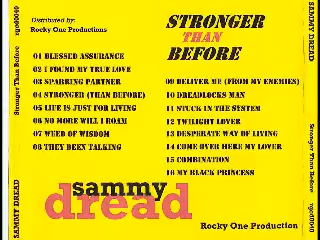 Distributed by:
Rocky One Productions
STRONGER
THAN
BEFORE
01 BLESSED ASSURANCE
02 I FOUND MY TRUE LOVE
03 SPARRING PARTNER
04 STRONGER (THAN BEFORE)
05 LIFE IS JUST FOR LIVING
06 NO MORE WILL I ROAM
07 WEED OF WISDOM
08 THEY BEEN TALKING
09 DELIVER ME (FROM MY ENEMIES)
10 DREADLOCKS MAN
11 STUCK IN THE SYSTEM
12 TWILIGHT LOVER
13 DESPERATE WAY OF LIVING
14 COME OVER HERE MY LOVER
15 COMBINATION
16 MY BLACK PRINCESS
sammy
dread
Rocky One Production
SAMMY DREAD Stronger Than Before rgcd0040
SAMMY DREAD Stronger Than Before rgcd0040